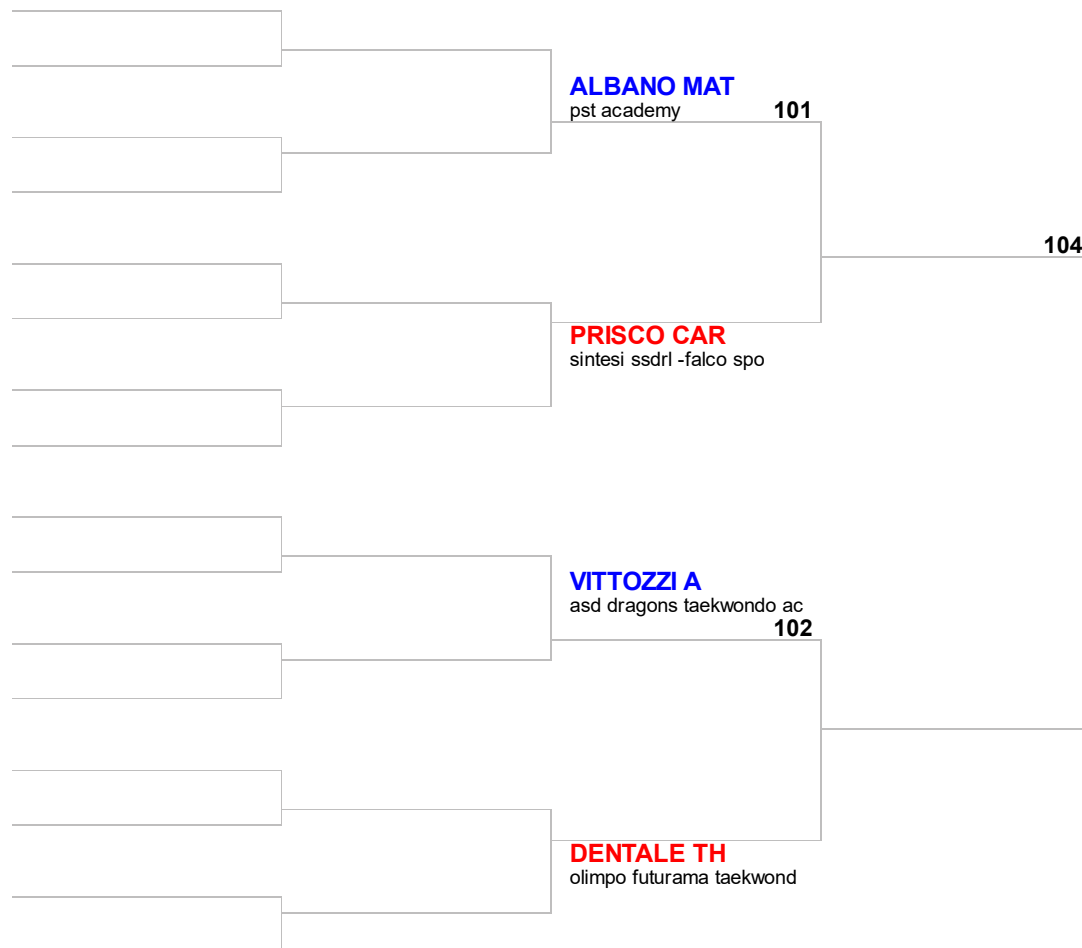 ALBANO MAT
pst academy
101
104
PRISCO CAR
sintesi ssdrl -falco spo
VITTOZZI A
asd dragons taekwondo ac
102
DENTALE TH
olimpo futurama taekwond